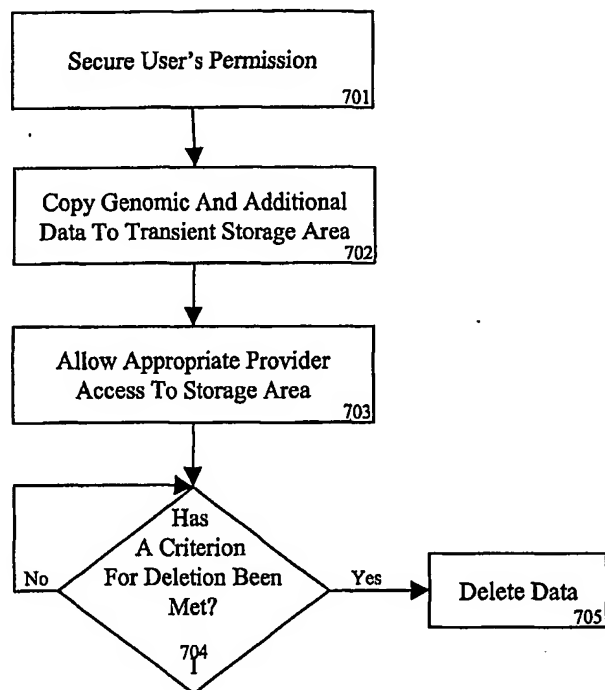 Secure User's Permission
701
Copy Genomic And Additional
Data To Transient Storage Area
702
Allow Appropriate Provider
Access To Storage Area
703
Has
A Criterion
For Deletion Been
Met?
No
Yes
704
Delete Data
705